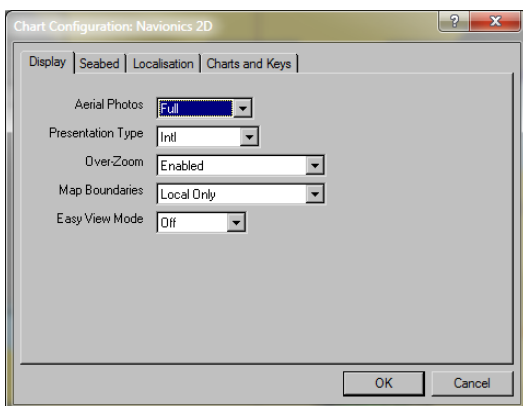 Chart Configuration: Navionics 2D
Display Seabed Localisation Charts and Keys
Aerial Photos Full
Presentation Type Intl
Over-Zoom Enabled
Map Boundaries Local Only
Easy View Mode Off
OK Cancel